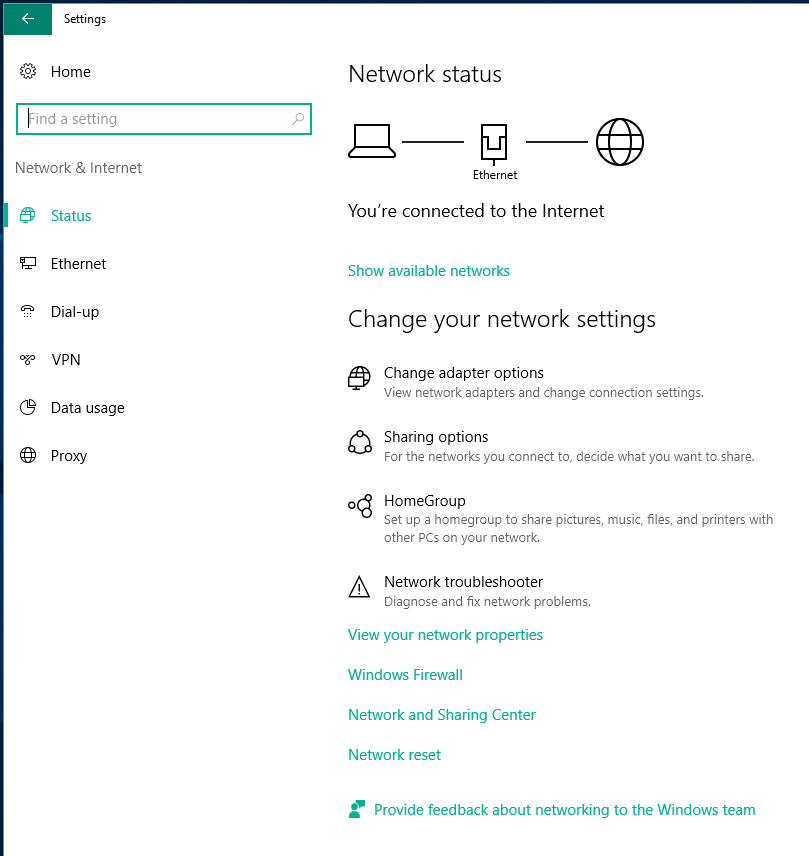 Settings
Home
Find a setting
Network & Internet
Status
Ethernet
Dial-up
VPN
Data usage
Proxy
Network status
Ethernet
You're connected to the Internet
Show available networks
Change your network settings
Change adapter options
View network adapters and change connection settings.
Sharing options
For the networks you connect to, decide what you want to share.
HomeGroup
Set up a homegroup to share pictures, music, files, and printers with
other PCs on your network.
Network troubleshooter
Diagnose and fix network problems.
View your network properties
Windows Firewall
Network and Sharing Center
Network reset
Provide feedback about networking to the Windows team